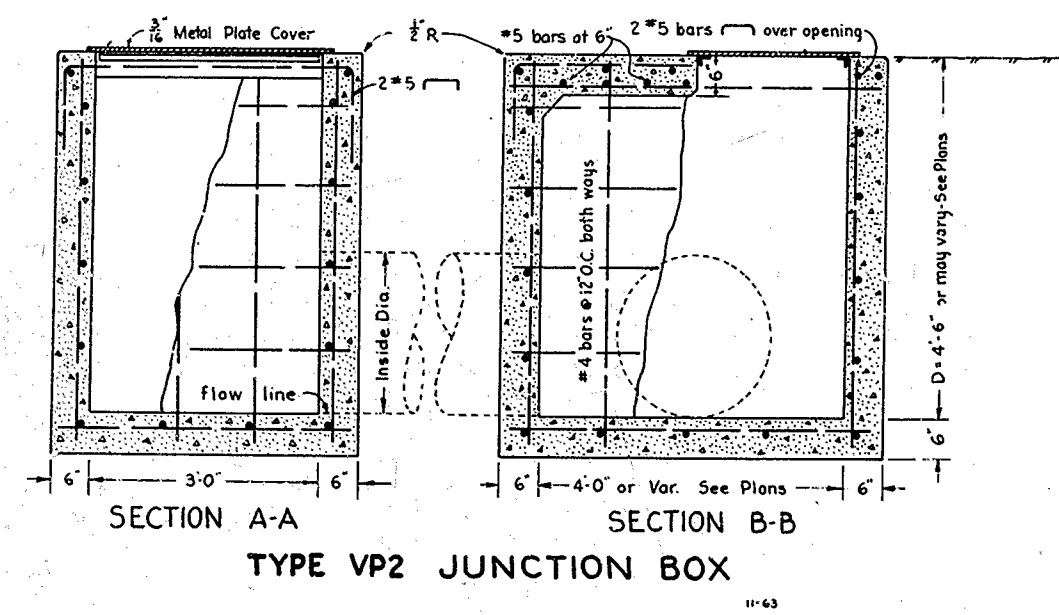 3/16" Metal Plate Cover
1/2" R
#5 bars at 6"
2 #5 bars over opening
2 #5
6"
#4 bars @ 12" O.C. both ways
Inside Dia.
flow line
D = 4'-6" or may vary-See Plans
6"
6" 3'-0" 6"
6" 4'-0" or Var. See Plans 6"
SECTION A-A
SECTION B-B
TYPE VP2 JUNCTION BOX
11-63